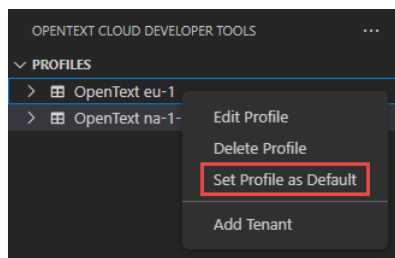 OPENTEXT CLOUD DEVELOPER TOOLS
PROFILES
OpenText eu-1
OpenText na-1-
Edit Profile
Delete Profile
Set Profile as Default
Add Tenant